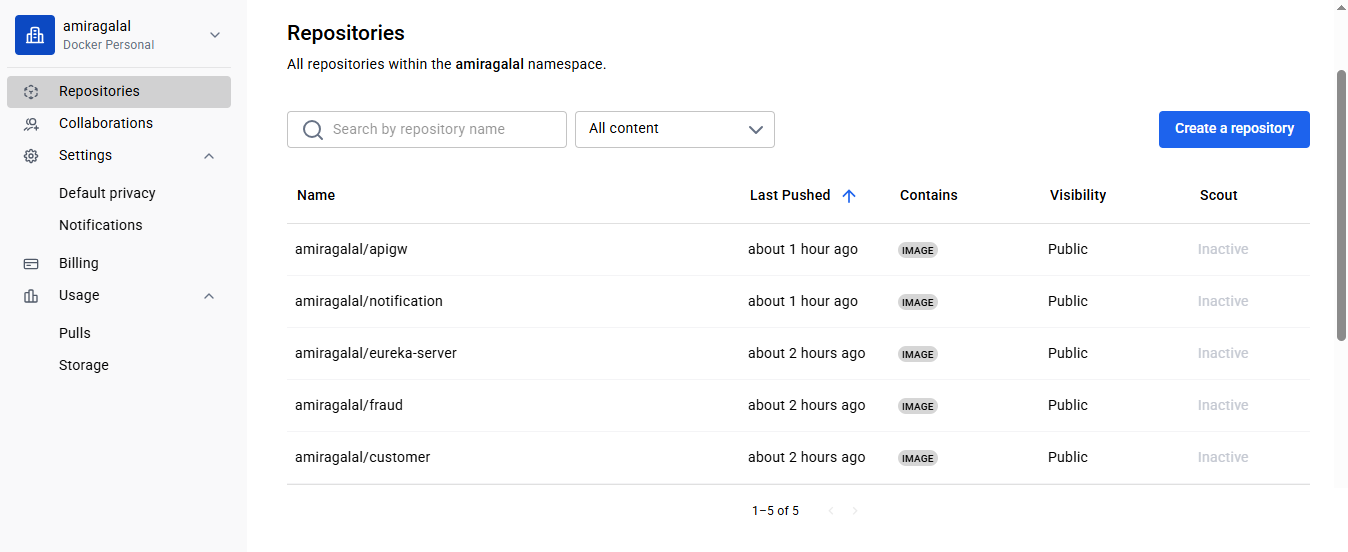 amiragalal
Docker Personal
Repositories
Collaborations
Settings
Default privacy
Notifications
Billing
Usage
Pulls
Storage
Repositories
All repositories within the amiragalal namespace.
Search by repository name
All content
Create a repository
Name Last Pushed Contains Visibility Scout
amiragalal/apigw about 1 hour ago IMAGE Public Inactive
amiragalal/notification about 1 hour ago IMAGE Public Inactive
amiragalal/eureka-server about 2 hours ago IMAGE Public Inactive
amiragalal/fraud about 2 hours ago IMAGE Public Inactive
amiragalal/customer about 2 hours ago IMAGE Public Inactive
1–5 of 5